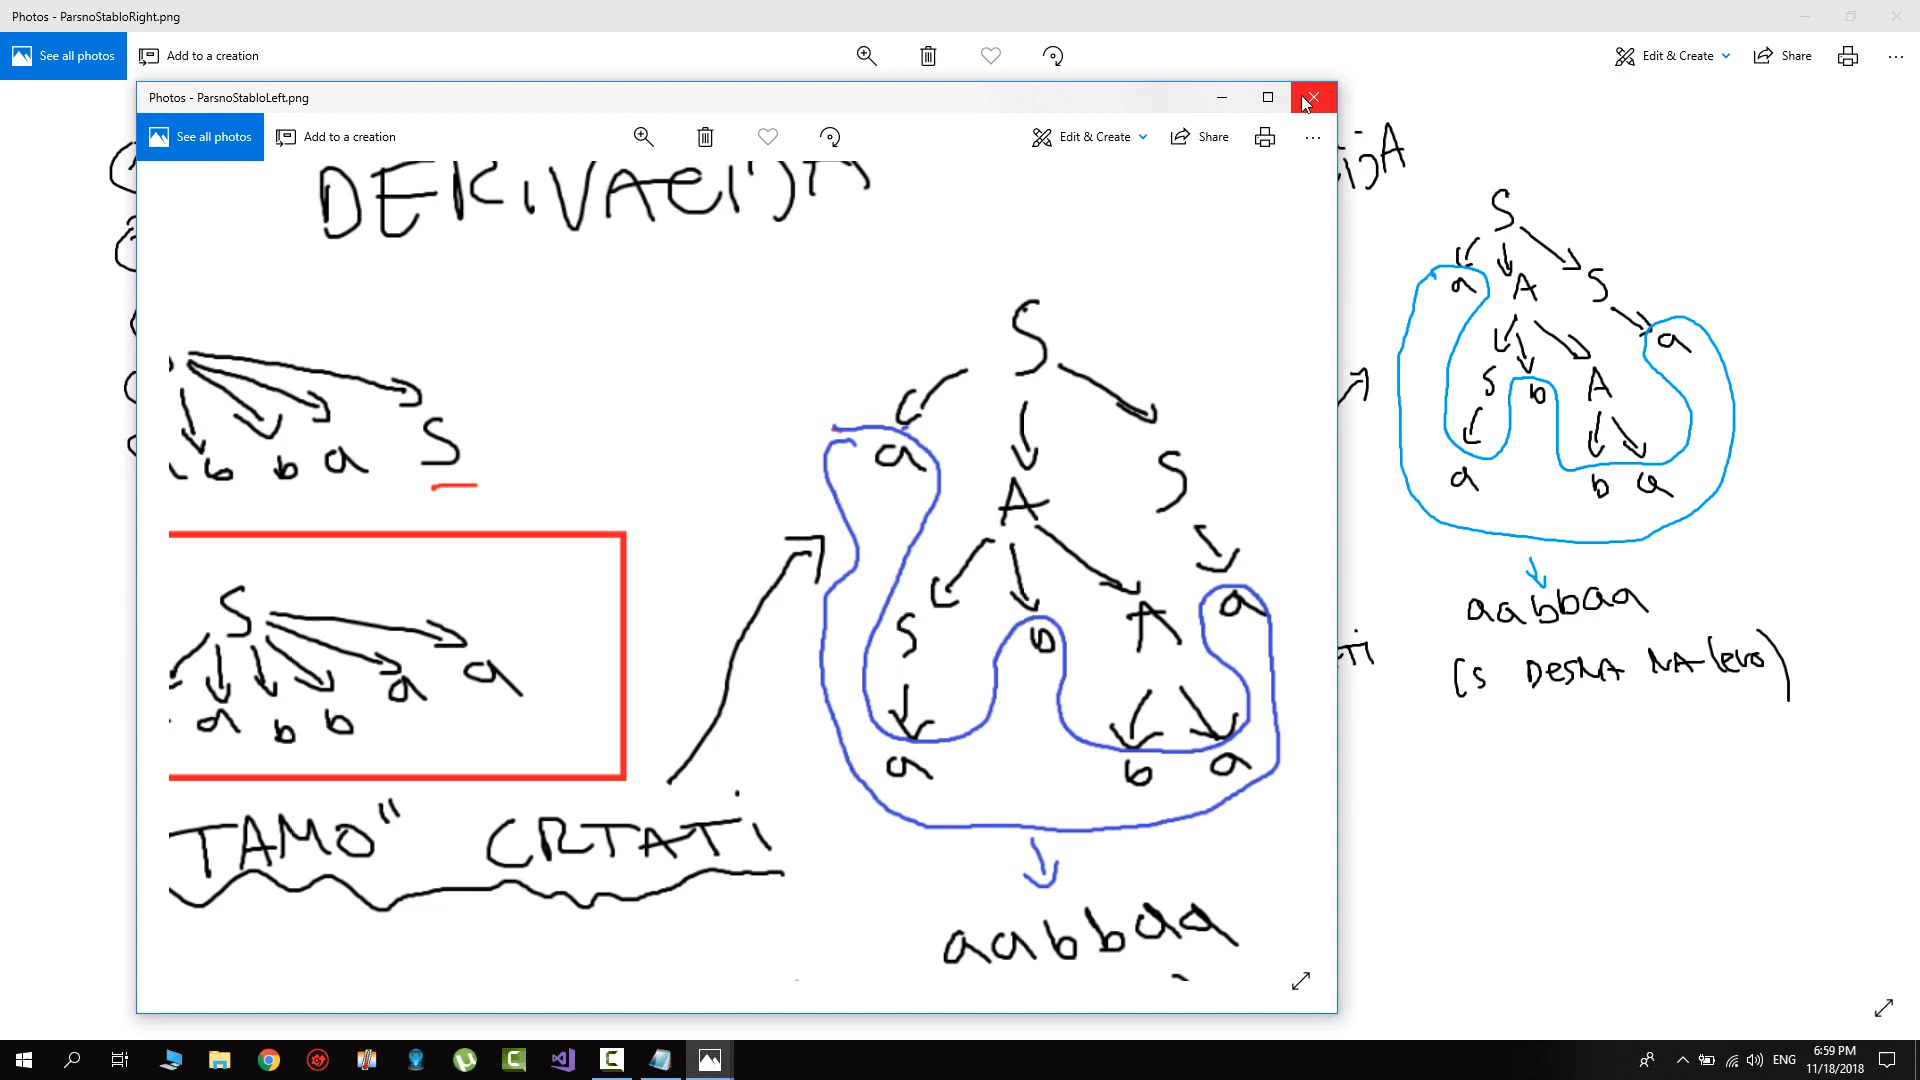 Photos - ParsnoStabloRight.png
See all photos
Add to a creation
Edit & Create
Share
Photos - ParsnoStabloLeft.png
See all photos
Add to a creation
Edit & Create
Share
DERIVACIJA
S
b b a
S
a b b a a
"TAMO" CRTATI
S
a A S
S b A a
a b a
aabbaa
IJA
S
a A S
S b A a
a b a
aabbaa
(S DESNA NA levo)
TI
ENG
6:59 PM
11/18/2018